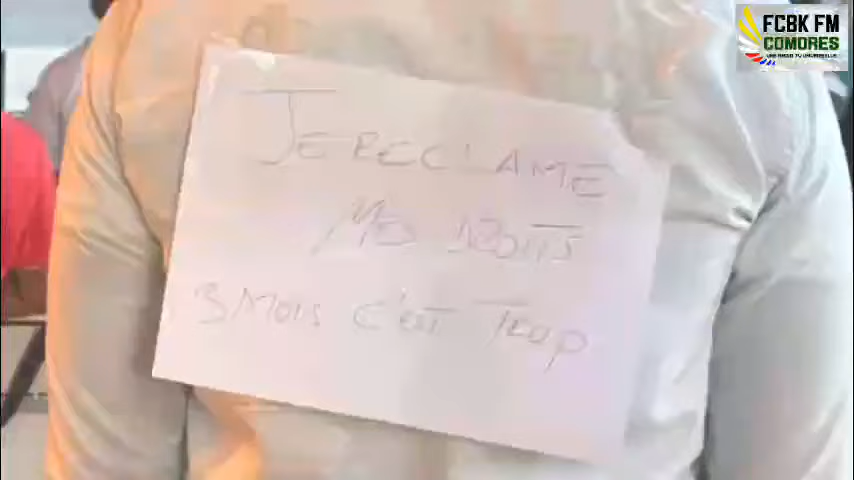 FCBK FM
COMORES
JE RECLAME
MES DROITS
3 MOIS C'EST TROP